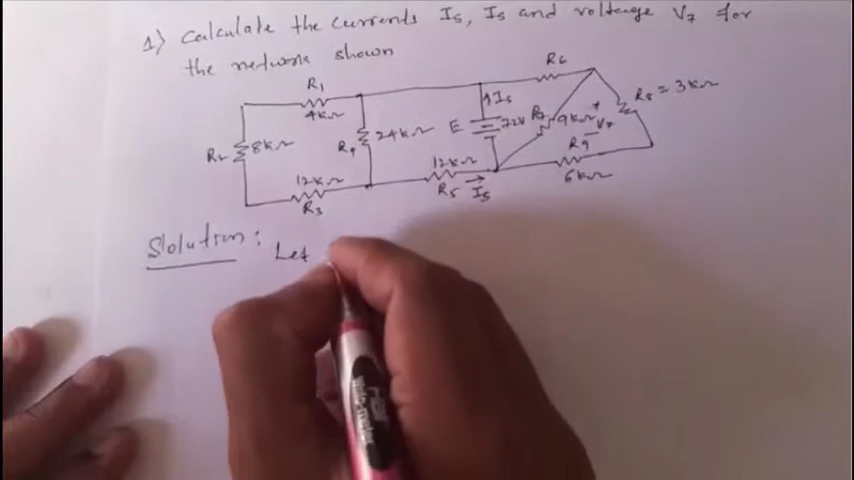 1) Calculate the currents Is, I5 and voltage V7 for
the network shown
R1
4kΩ
R2
8kΩ
12kΩ
R3
R4
24kΩ
12kΩ
R5
I5
E
Is
72V
R6
R7
9kΩ
+
V7
-
R8 = 3kΩ
R9
6kΩ
Solution: Let